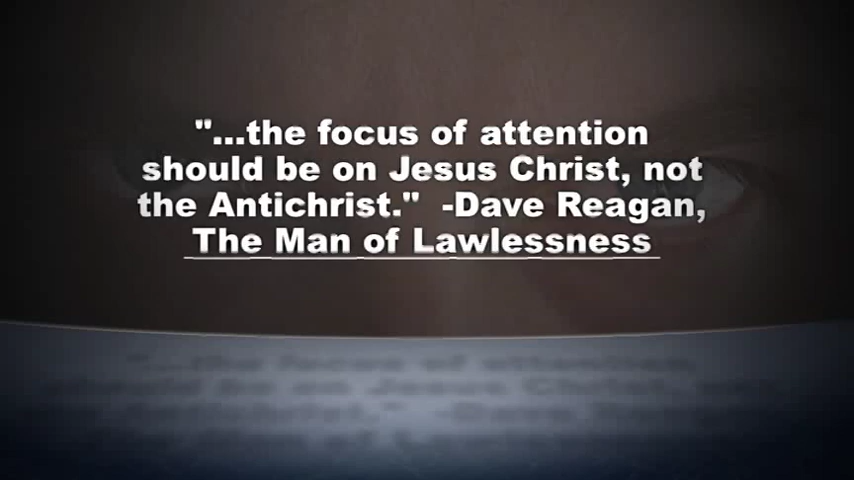 "...the focus of attention
should be on Jesus Christ, not
the Antichrist." -Dave Reagan,
The Man of Lawlessness